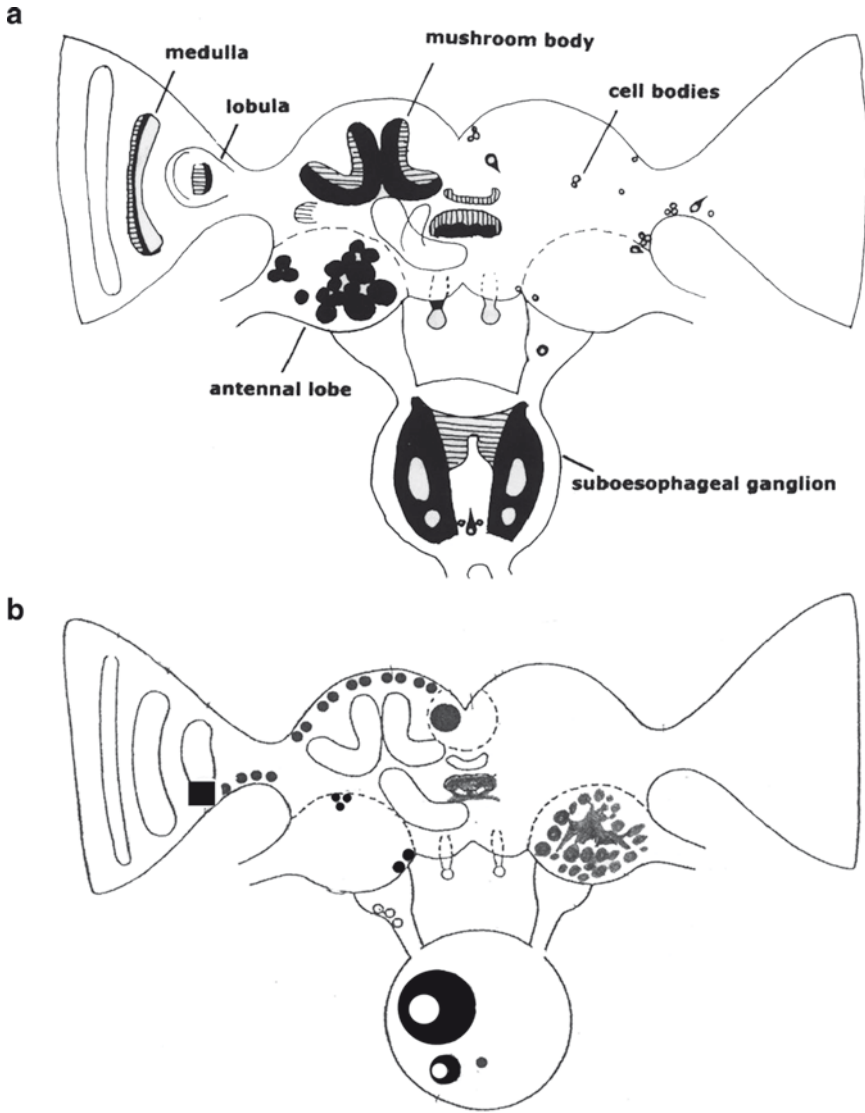 a
medulla
mushroom body
lobula
cell bodies
antennal lobe
suboesophageal ganglion
b